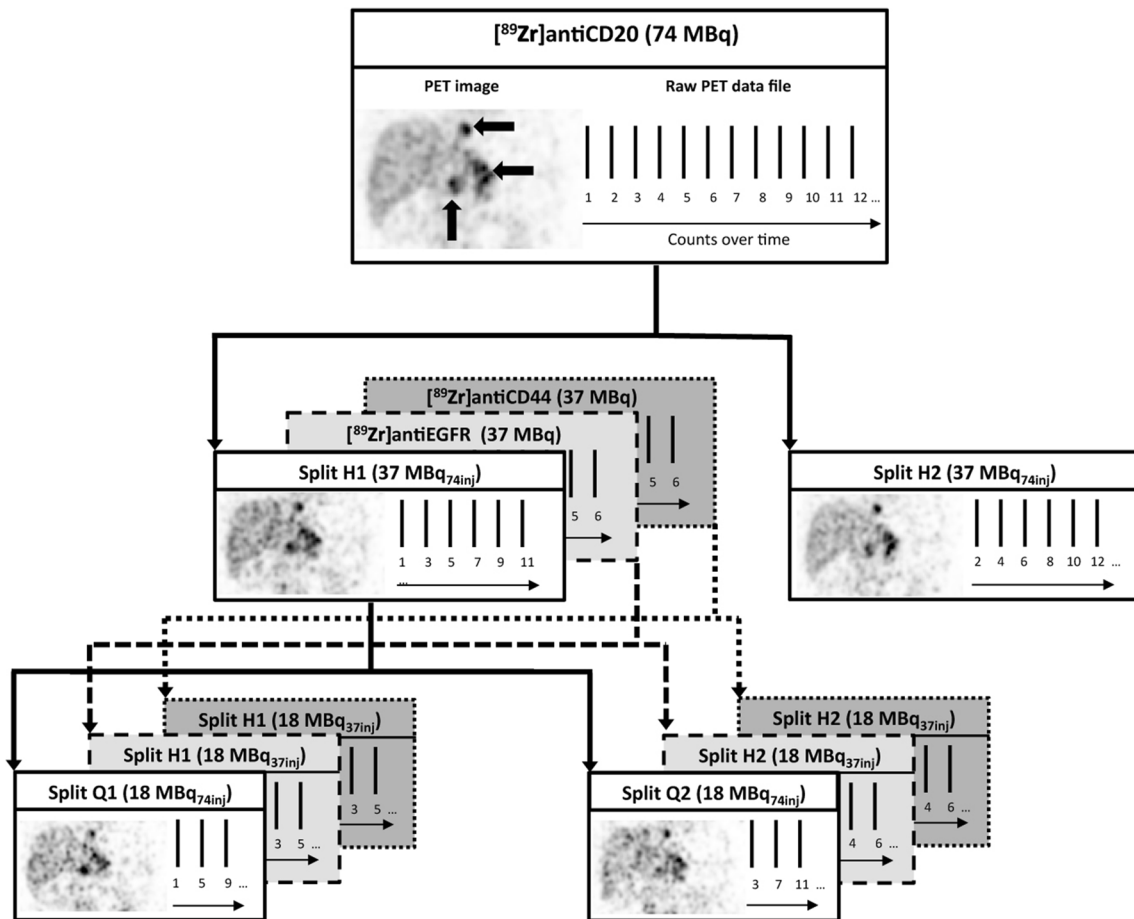 [⁸⁹Zr]antiCD20 (74 MBq)
PET image
Raw PET data file
1 2 3 4 5 6 7 8 9 10 11 12 ...
Counts over time
[⁸⁹Zr]antiCD44 (37 MBq)
5 6
[⁸⁹Zr]antiEGFR (37 MBq)
5 6
Split H1 (37 MBq₇₄ᵢₙⱼ)
1 3 5 7 9 11
...
Split H2 (37 MBq₇₄ᵢₙⱼ)
2 4 6 8 10 12 ...
Split H1 (18 MBq₃₇ᵢₙⱼ)
3 5 ...
Split H1 (18 MBq₃₇ᵢₙⱼ)
3 5 ...
Split Q1 (18 MBq₇₄ᵢₙⱼ)
1 5 9 ...
Split H2 (18 MBq₃₇ᵢₙⱼ)
4 6 ...
Split H2 (18 MBq₃₇ᵢₙⱼ)
4 6 ...
Split Q2 (18 MBq₇₄ᵢₙⱼ)
3 7 11 ...